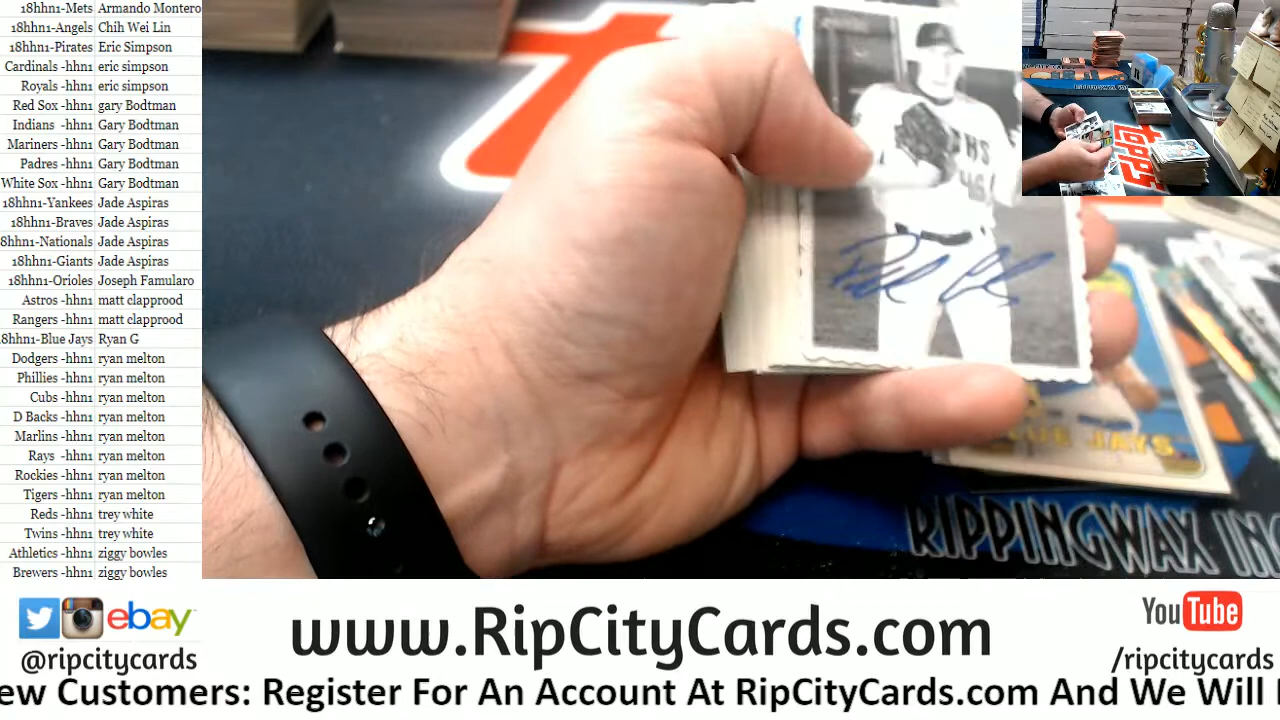 18hhn1-Mets Armando Montero
18hhn1-Angels Chih Wei Lin
18hhn1-Pirates Eric Simpson
Cardinals -hhn1 eric simpson
Royals -hhn1 eric simpson
Red Sox -hhn1 gary Bodtman
Indians -hhn1 Gary Bodtman
Mariners -hhn1 Gary Bodtman
Padres -hhn1 Gary Bodtman
White Sox -hhn1 Gary Bodtman
18hhn1-Yankees Jade Aspiras
18hhn1-Braves Jade Aspiras
8hhn1-Nationals Jade Aspiras
18hhn1-Giants Jade Aspiras
18hhn1-Orioles Joseph Famularo
Astros -hhn1 matt clapprood
Rangers -hhn1 matt clapprood
8hhn1-Blue Jays Ryan G
Dodgers -hhn1 ryan melton
Phillies -hhn1 ryan melton
Cubs -hhn1 ryan melton
D Backs -hhn1 ryan melton
Marlins -hhn1 ryan melton
Rays -hhn1 ryan melton
Rockies -hhn1 ryan melton
Tigers -hhn1 ryan melton
Reds -hhn1 trey white
Twins -hhn1 trey white
Athletics -hhn1 ziggy bowles
Brewers -hhn1 ziggy bowles
46
JAYS
RIPPINGWAX INC
topps
ebay
@ripcitycards
www.RipCityCards.com
YouTube
/ripcitycards
ew Customers: Register For An Account At RipCityCards.com And We Will